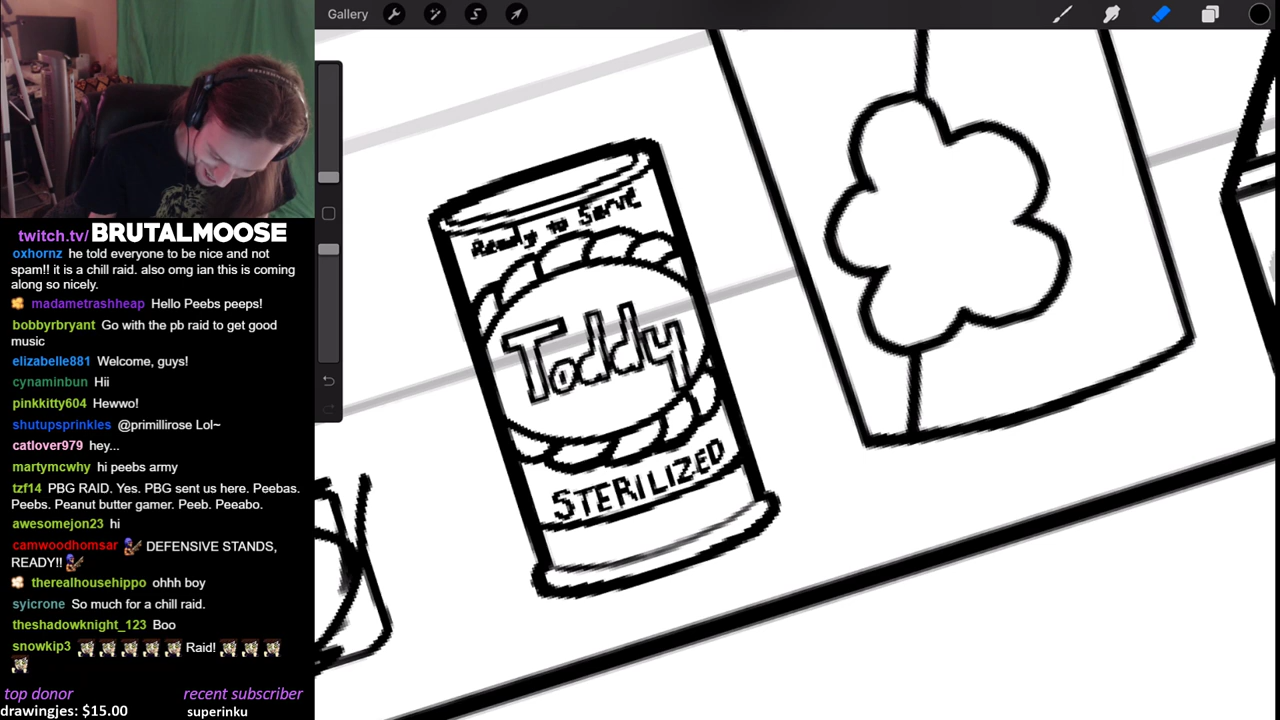 Gallery
Ready to Serve
Toddy
STERILIZED
twitch.tv/BRUTALMOOSE
oxhornz he told everyone to be nice and not
spam!! it is a chill raid. also omg ian this is coming
along so nicely.
madametrashheap Hello Peebs peeps!
bobbyrbryant Go with the pb raid to get good
music
elizabelle881 Welcome, guys!
cynaminbun Hii
pinkkitty604 Hewwo!
shutupsprinkles @primillirose Lol~
catlover979 hey...
martymcwhy hi peebs army
tzf14 PBG RAID. Yes. PBG sent us here. Peebas.
Peebs. Peanut butter gamer. Peeb. Peeabo.
awesomejon23 hi
camwoodhomsar DEFENSIVE STANDS,
READY!!
therealhousehippo ohhh boy
syicrone So much for a chill raid.
theshadowknight_123 Boo
snowkip3 Raid!
top donor
drawingjes: $15.00
recent subscriber
superinku